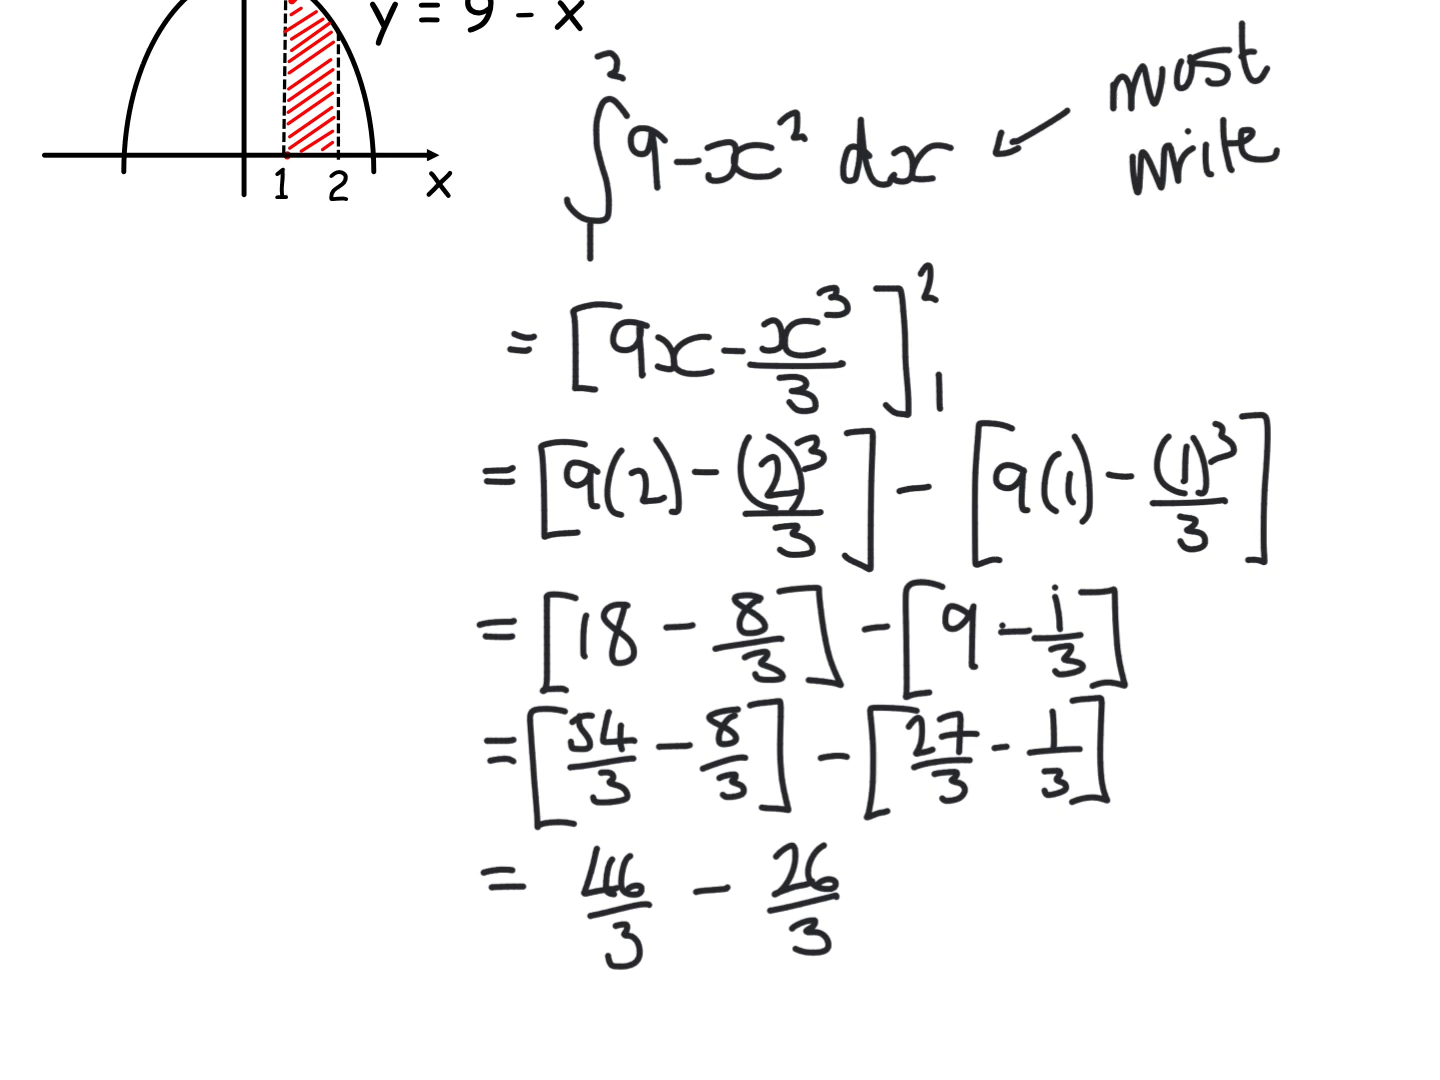 y = 9 - x
1 2 x
∫₁² 9-x² dx ↙ most
write
= [9x - x³/3]₁²
= [9(2) - (2)³/3] - [9(1) - (1)³/3]
= [18 - 8/3] - [9 - 1/3]
= [54/3 - 8/3] - [27/3 - 1/3]
= 46/3 - 26/3